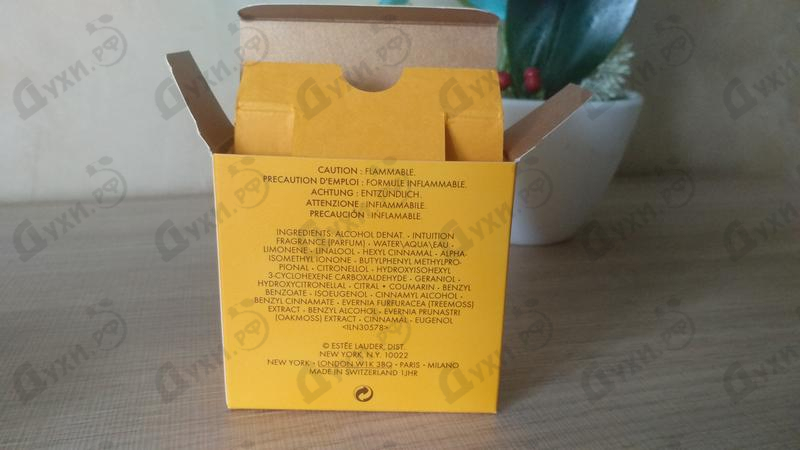 CAUTION : FLAMMABLE.
PRECAUTION D'EMPLOI : FORMULE INFLAMMABLE.
ACHTUNG : ENTZÜNDLICH.
ATTENZIONE : INFIAMMABILE.
PRECAUCIÓN : INFLAMABLE.
INGREDIENTS: ALCOHOL DENAT. • INTUITION
FRAGRANCE (PARFUM) • WATER\AQUA\EAU •
LIMONENE • LINALOOL • HEXYL CINNAMAL • ALPHA-
ISOMETHYL IONONE • BUTYLPHENYL METHYLPRO-
PIONAL • CITRONELLOL • HYDROXYISOHEXYL
3-CYCLOHEXENE CARBOXALDEHYDE • GERANIOL •
HYDROXYCITRONELLAL • CITRAL • COUMARIN • BENZYL
BENZOATE • ISOEUGENOL • CINNAMYL ALCOHOL •
BENZYL CINNAMATE • EVERNIA FURFURACEA (TREEMOSS)
EXTRACT • BENZYL ALCOHOL • EVERNIA PRUNASTRI
(OAKMOSS) EXTRACT • CINNAMAL • EUGENOL
<ILN30578>
© ESTÉE LAUDER, DIST.
NEW YORK, N.Y. 10022
NEW YORK • LONDON W1K 3BQ • PARIS • MILANO
MADE IN SWITZERLAND 1JHR
Духи.рф